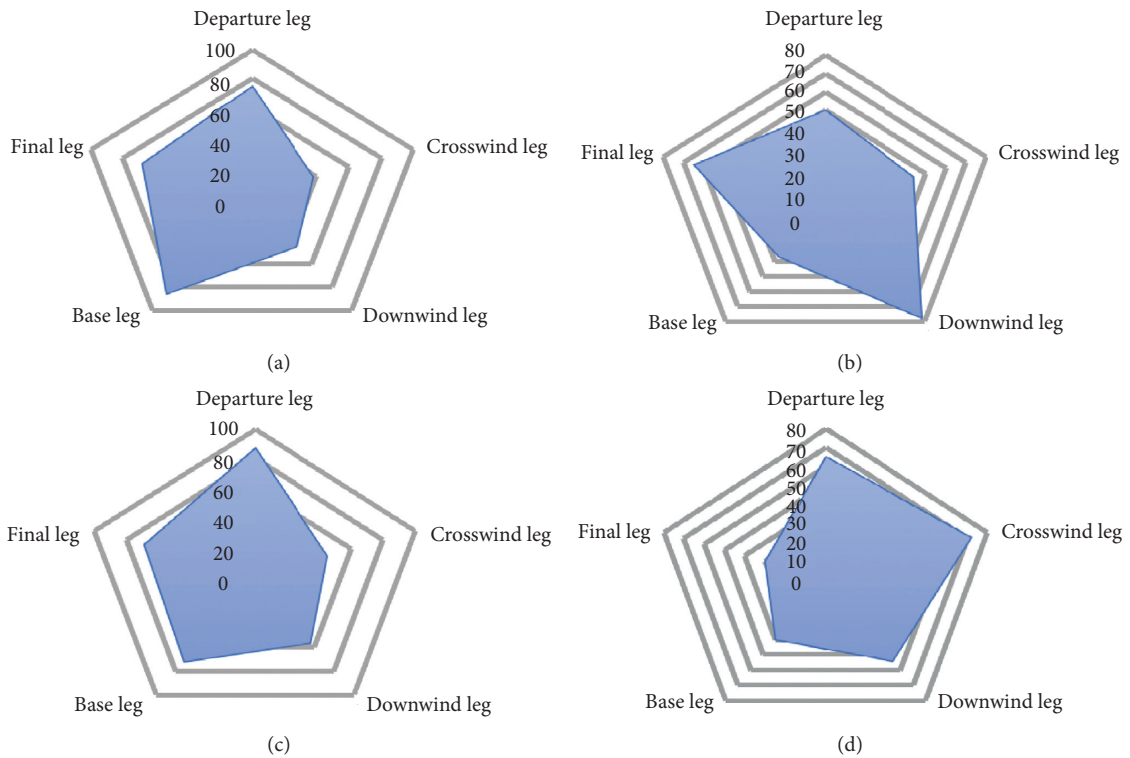 Departure leg
100
80
60
40
20
0
Final leg
Crosswind leg
Base leg
Downwind leg
(a)
Departure leg
80
70
60
50
40
30
20
10
0
Final leg
Crosswind leg
Base leg
Downwind leg
(b)
Departure leg
100
80
60
40
20
0
Final leg
Crosswind leg
Base leg
Downwind leg
(c)
Departure leg
80
70
60
50
40
30
20
10
0
Final leg
Crosswind leg
Base leg
Downwind leg
(d)